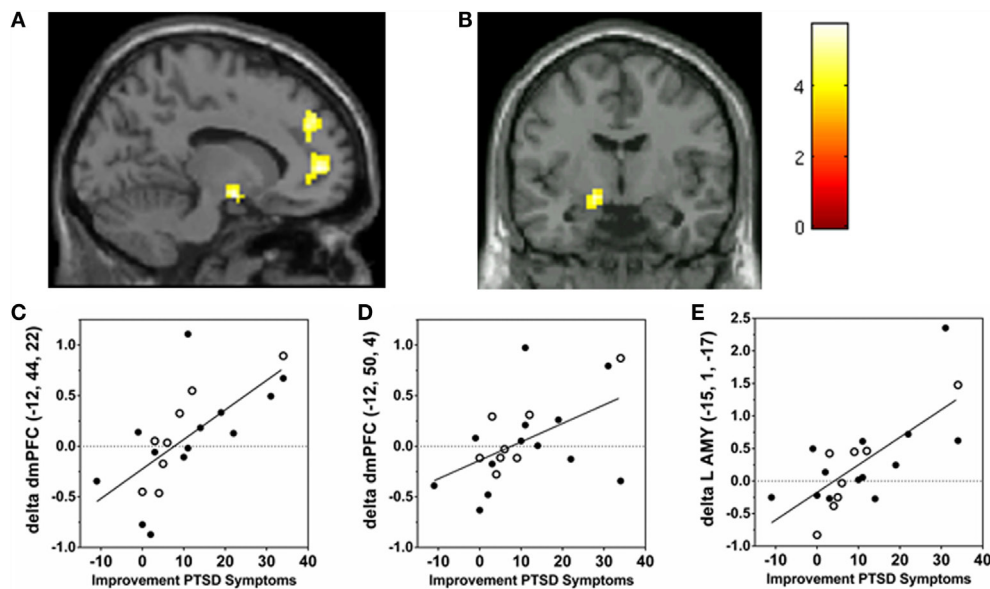 A
B
4
2
0
C
delta dmPFC (-12, 44, 22)
1.0
0.5
0.0
-0.5
-1.0
-10 0 10 20 30 40
Improvement PTSD Symptoms
D
delta dmPFC (-12, 50, 4)
1.0
0.5
0.0
-0.5
-1.0
-10 0 10 20 30 40
Improvement PTSD Symptoms
E
delta L AMY (-15, 1, -17)
2.5
2.0
1.5
1.0
0.5
0.0
-0.5
-1.0
-10 0 10 20 30 40
Improvement PTSD Symptoms